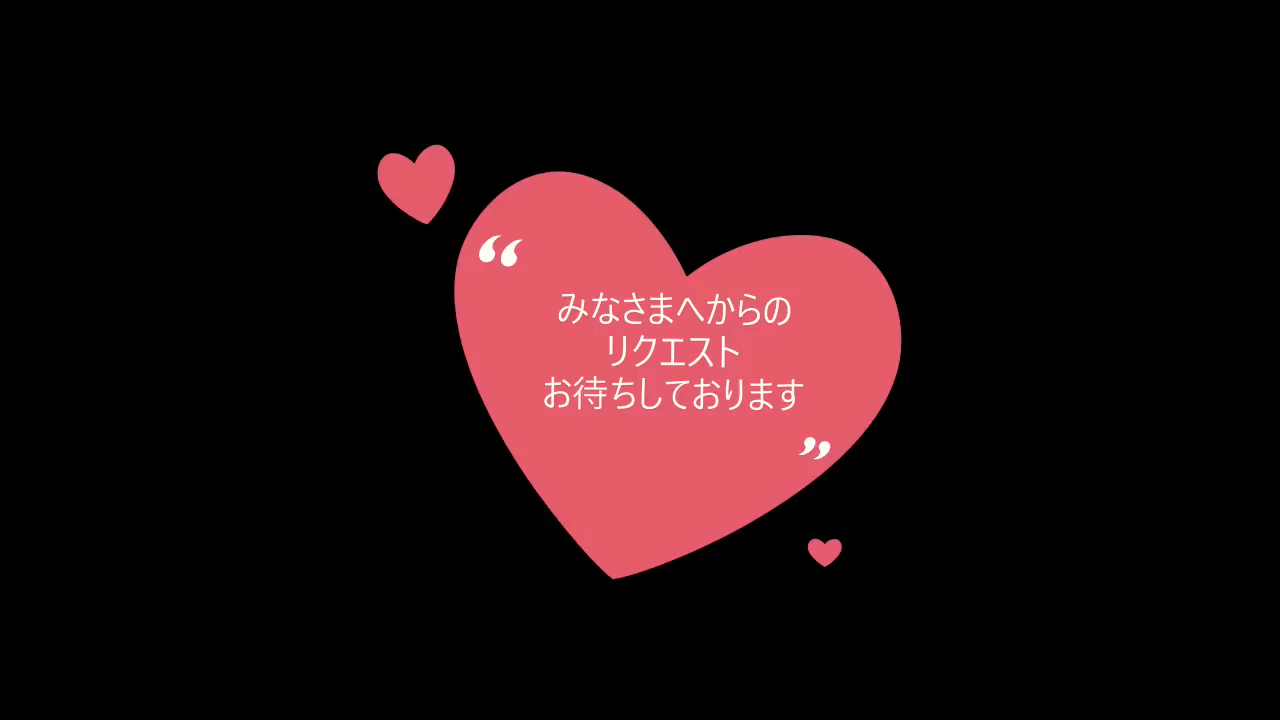 “
みなさまへからの
リクエスト
お待ちしております
”